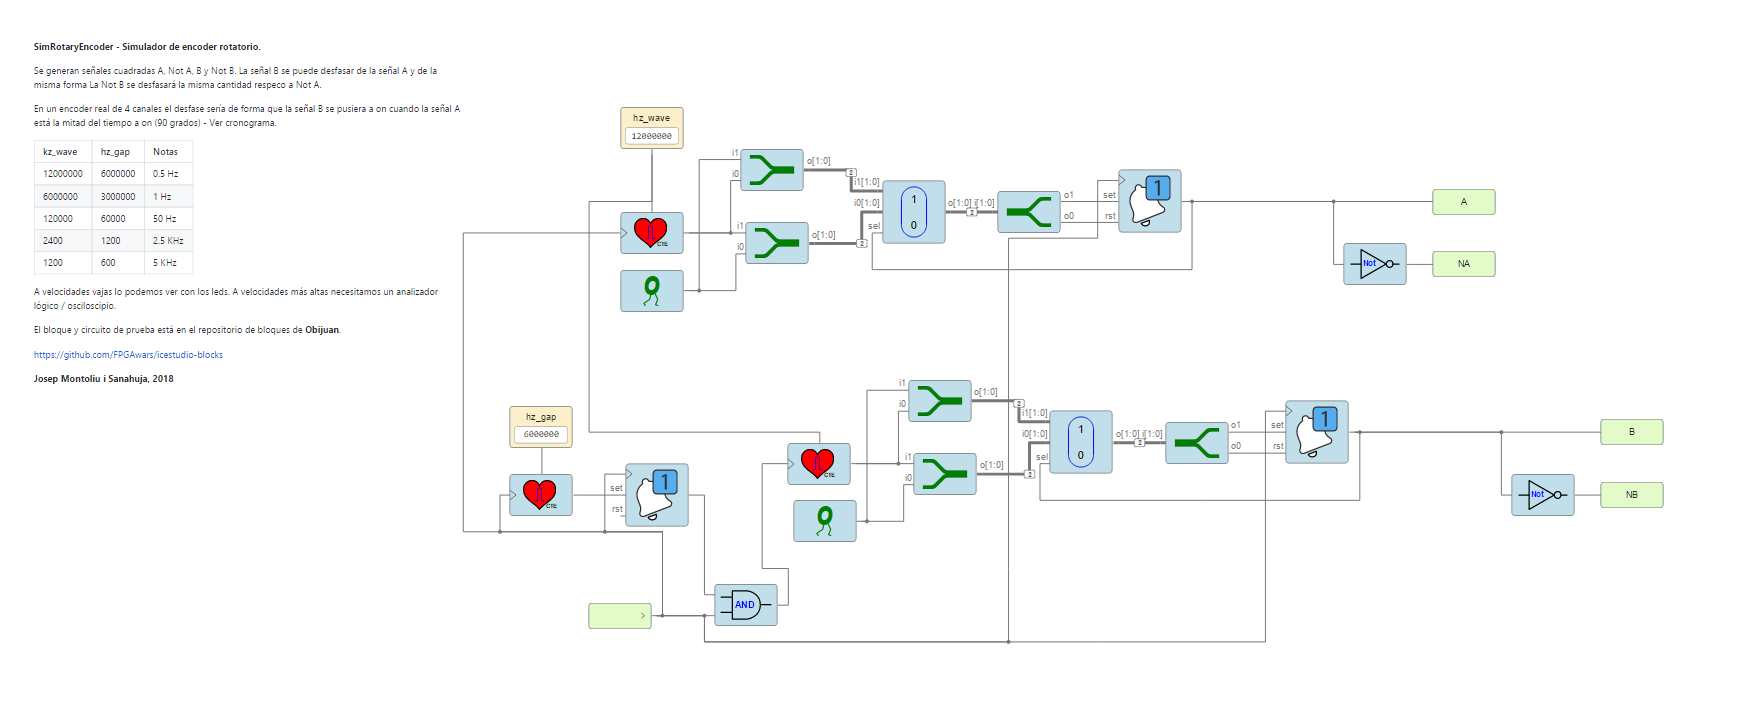 SimRotaryEncoder - Simulador de encoder rotatorio.
Se generan señales cuadradas A, Not A, B y Not B. La señal B se puede desfasar de la señal A y de la
misma forma La Not B se desfasará la misma cantidad respeco a Not A.
En un encoder real de 4 canales el desfase sería de forma que la señal B se pusiera a on cuando la señal A
está la mitad del tiempo a on (90 grados) - Ver cronograma.
kz_wave hz_gap Notas
12000000 6000000 0.5 Hz
6000000 3000000 1 Hz
120000 60000 50 Hz
2400 1200 2.5 KHz
1200 600 5 KHz
A velocidades vajas lo podemos ver con los leds. A velocidades más altas necesitamos un analizador
lógico / osciloscipio.
El bloque y circuito de prueba está en el repositorio de bloques de Obijuan.
https://github.com/FPGAwars/icestudio-blocks
Josep Montoliu i Sanahuja, 2018
hz_wave
12000000
CTE
i1
i0
o[1:0]
2
i1
i0
o[1:0]
2
i1[1:0]
i0[1:0]
sel
1
0
o[1:0]
2
i[1:0]
o1
o0
set
rst
1
A
Not
NA
hz_gap
6000000
CTE
set
rst
1
AND
CTE
i1
i0
o[1:0]
2
i1
i0
o[1:0]
2
i1[1:0]
i0[1:0]
sel
1
0
o[1:0]
2
i[1:0]
o1
o0
set
rst
1
B
Not
NB